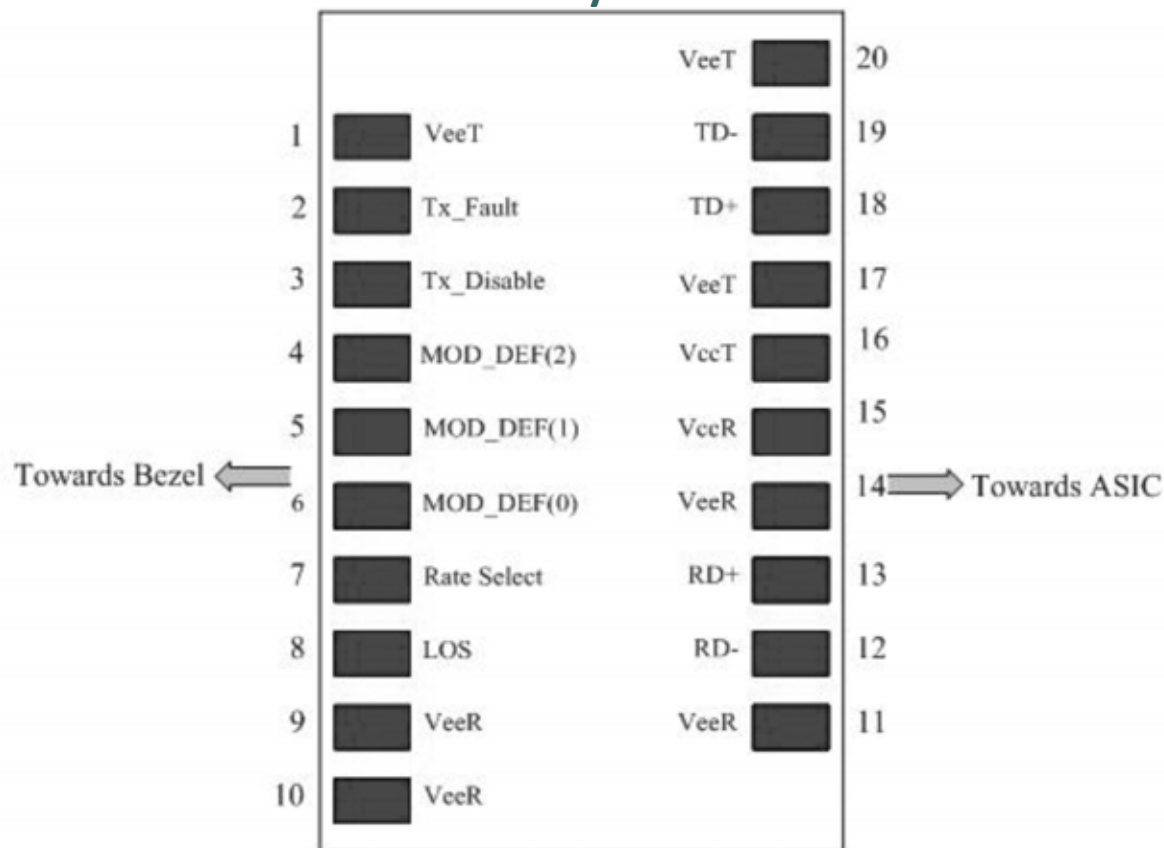 VeeT 20
1 VeeT TD- 19
2 Tx_Fault TD+ 18
3 Tx_Disable VeeT 17
4 MOD_DEF(2) VccT 16
5 MOD_DEF(1) VccR 15
Towards Bezel
6 MOD_DEF(0) VeeR 14 Towards ASIC
7 Rate Select RD+ 13
8 LOS RD- 12
9 VeeR VeeR 11
10 VeeR